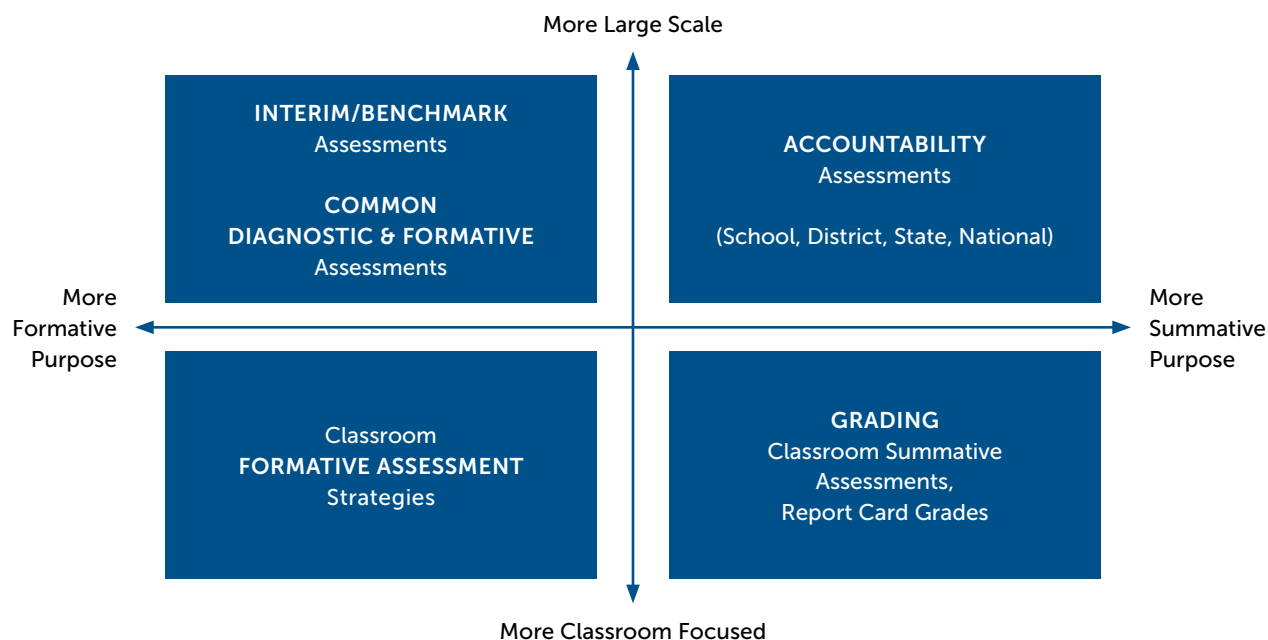 More Large Scale
INTERIM/BENCHMARK
Assessments
COMMON
DIAGNOSTIC & FORMATIVE
Assessments
ACCOUNTABILITY
Assessments
(School, District, State, National)
More
Formative
Purpose
More
Summative
Purpose
Classroom
FORMATIVE ASSESSMENT
Strategies
GRADING
Classroom Summative
Assessments,
Report Card Grades
More Classroom Focused